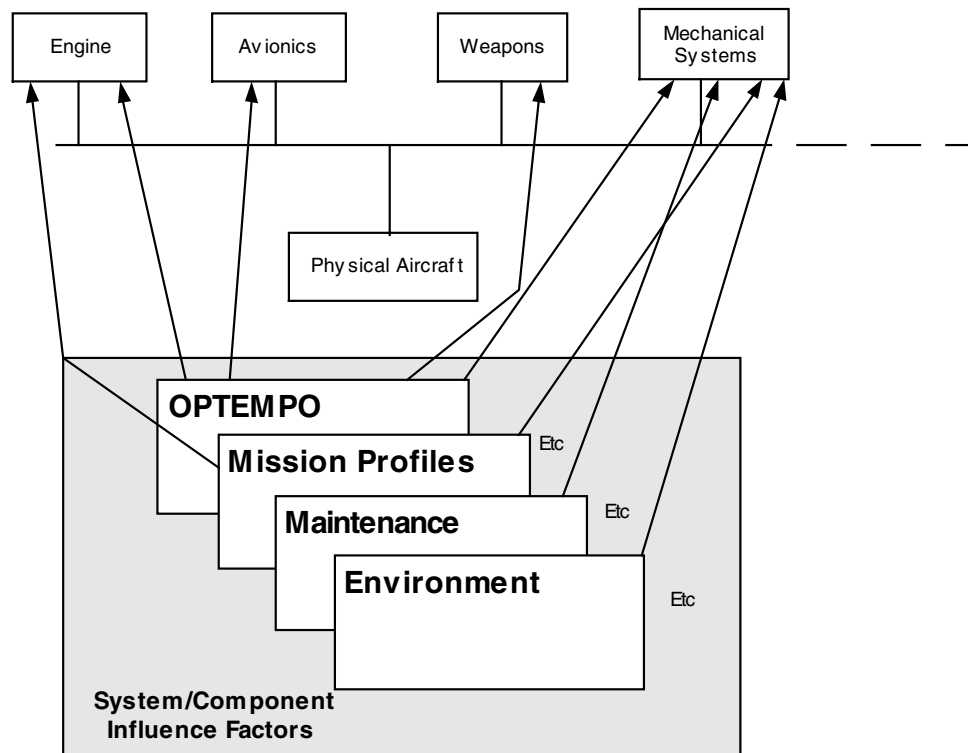 Engine
Avionics
Weapons
Mechanical
Systems
Physical Aircraft
OPTEMPO
Mission Profiles
Etc
Maintenance
Etc
Environment
Etc
System/Component
Influence Factors